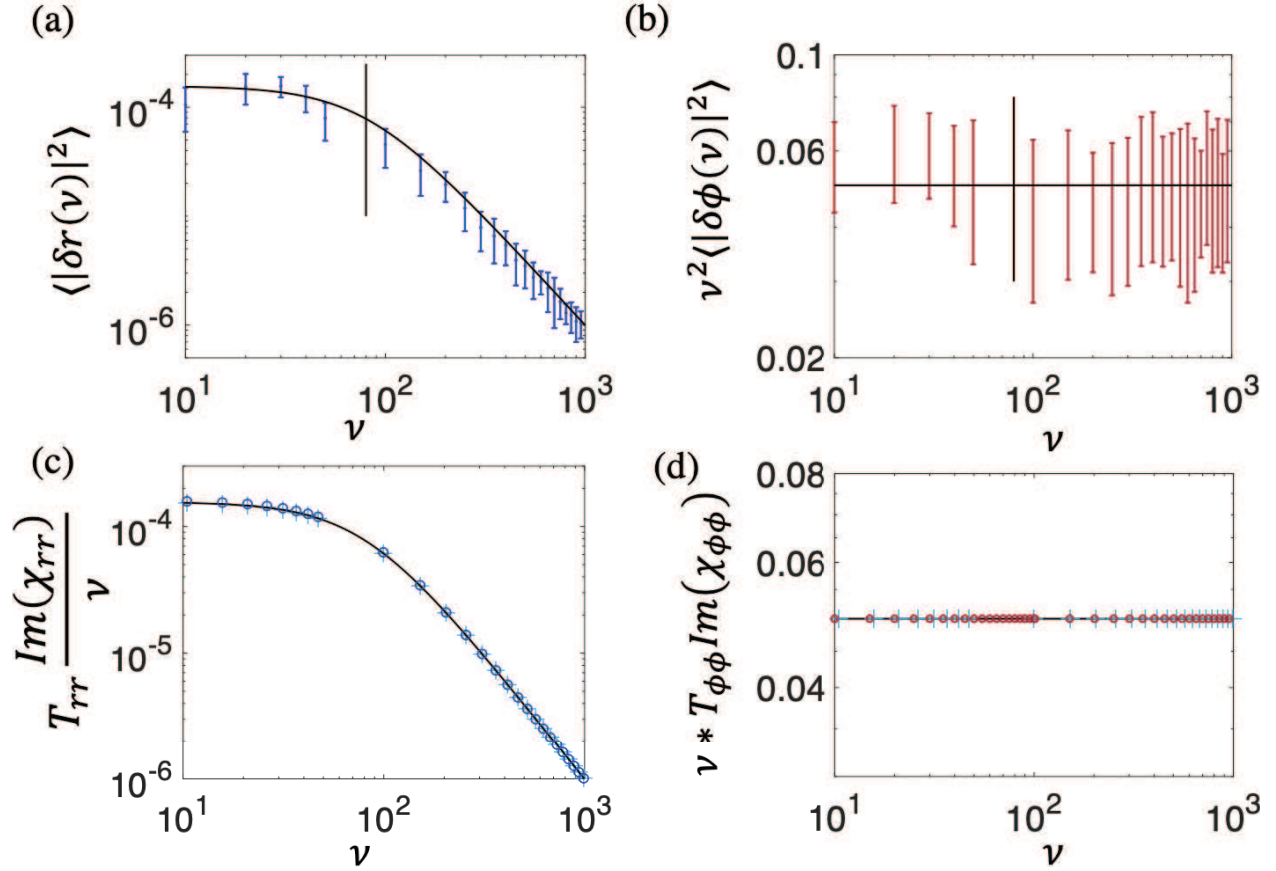 (a)
⟨|δr(ν)|²⟩
10⁻⁴
10⁻⁶
10¹
10²
10³
ν
(b)
ν²⟨|δϕ(ν)|²⟩
0.1
0.06
0.02
10¹
10²
10³
ν
(c)
T_rr Im(χ_rr)/ν
10⁻⁴
10⁻⁵
10⁻⁶
10¹
10²
10³
ν
(d)
ν * T_ϕϕ Im(χ_ϕϕ)
0.08
0.06
0.04
10¹
10²
10³
ν